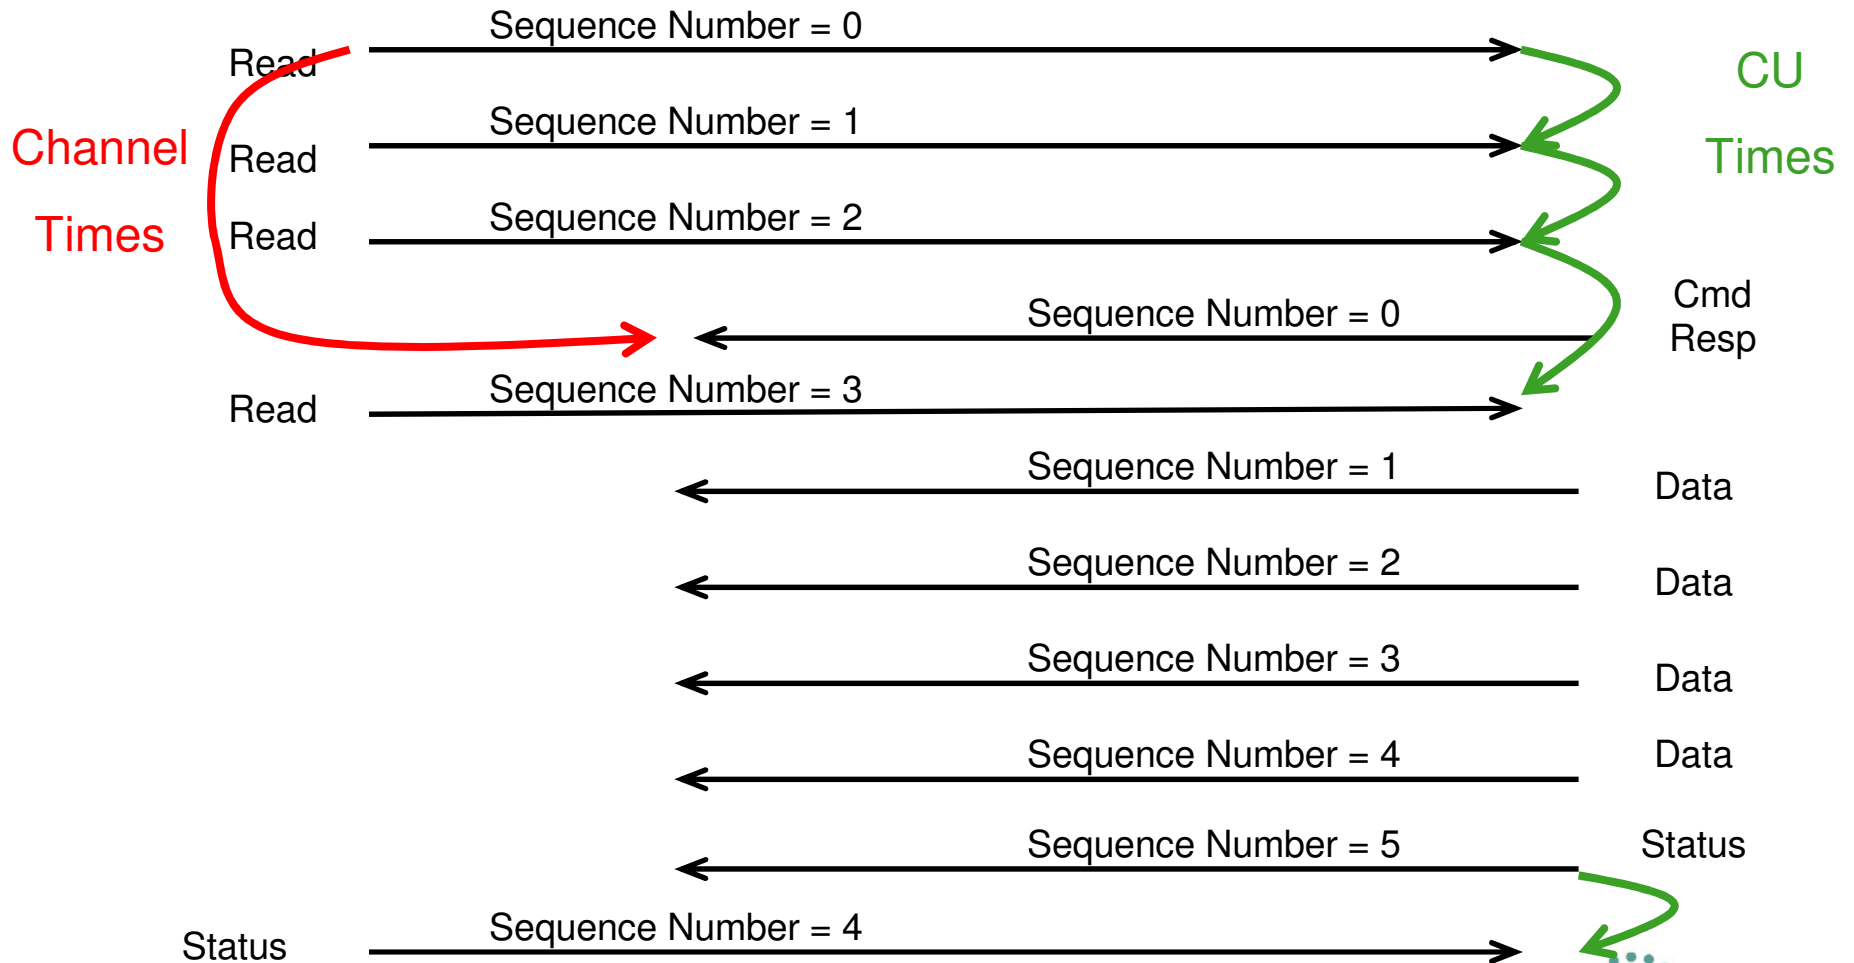 Sequence Number = 0
Read
CU
Channel
Sequence Number = 1
Read
Times
Times
Sequence Number = 2
Read
Sequence Number = 0
Cmd
Resp
Sequence Number = 3
Read
Sequence Number = 1
Data
Sequence Number = 2
Data
Sequence Number = 3
Data
Sequence Number = 4
Data
Sequence Number = 5
Status
Sequence Number = 4
Status